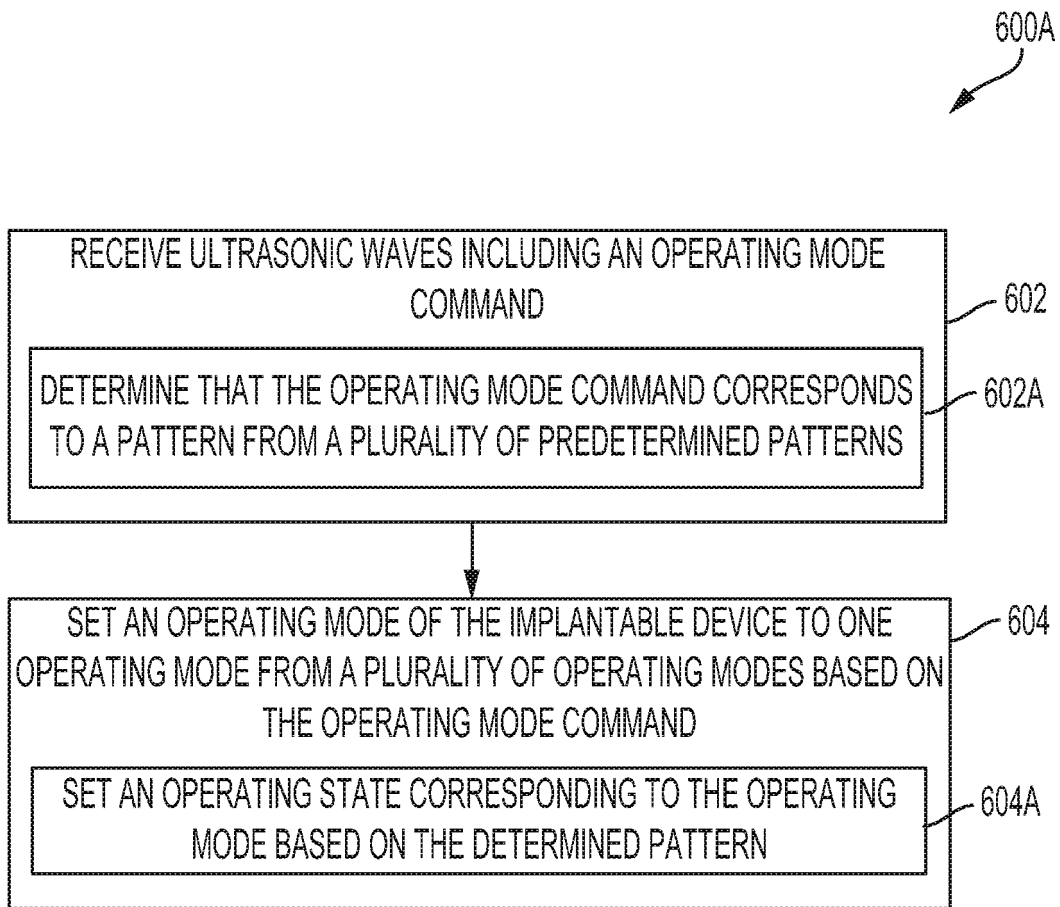 600A
RECEIVE ULTRASONIC WAVES INCLUDING AN OPERATING MODE
COMMAND
602
DETERMINE THAT THE OPERATING MODE COMMAND CORRESPONDS
TO A PATTERN FROM A PLURALITY OF PREDETERMINED PATTERNS
602A
SET AN OPERATING MODE OF THE IMPLANTABLE DEVICE TO ONE
OPERATING MODE FROM A PLURALITY OF OPERATING MODES BASED ON
THE OPERATING MODE COMMAND
604
SET AN OPERATING STATE CORRESPONDING TO THE OPERATING
MODE BASED ON THE DETERMINED PATTERN
604A